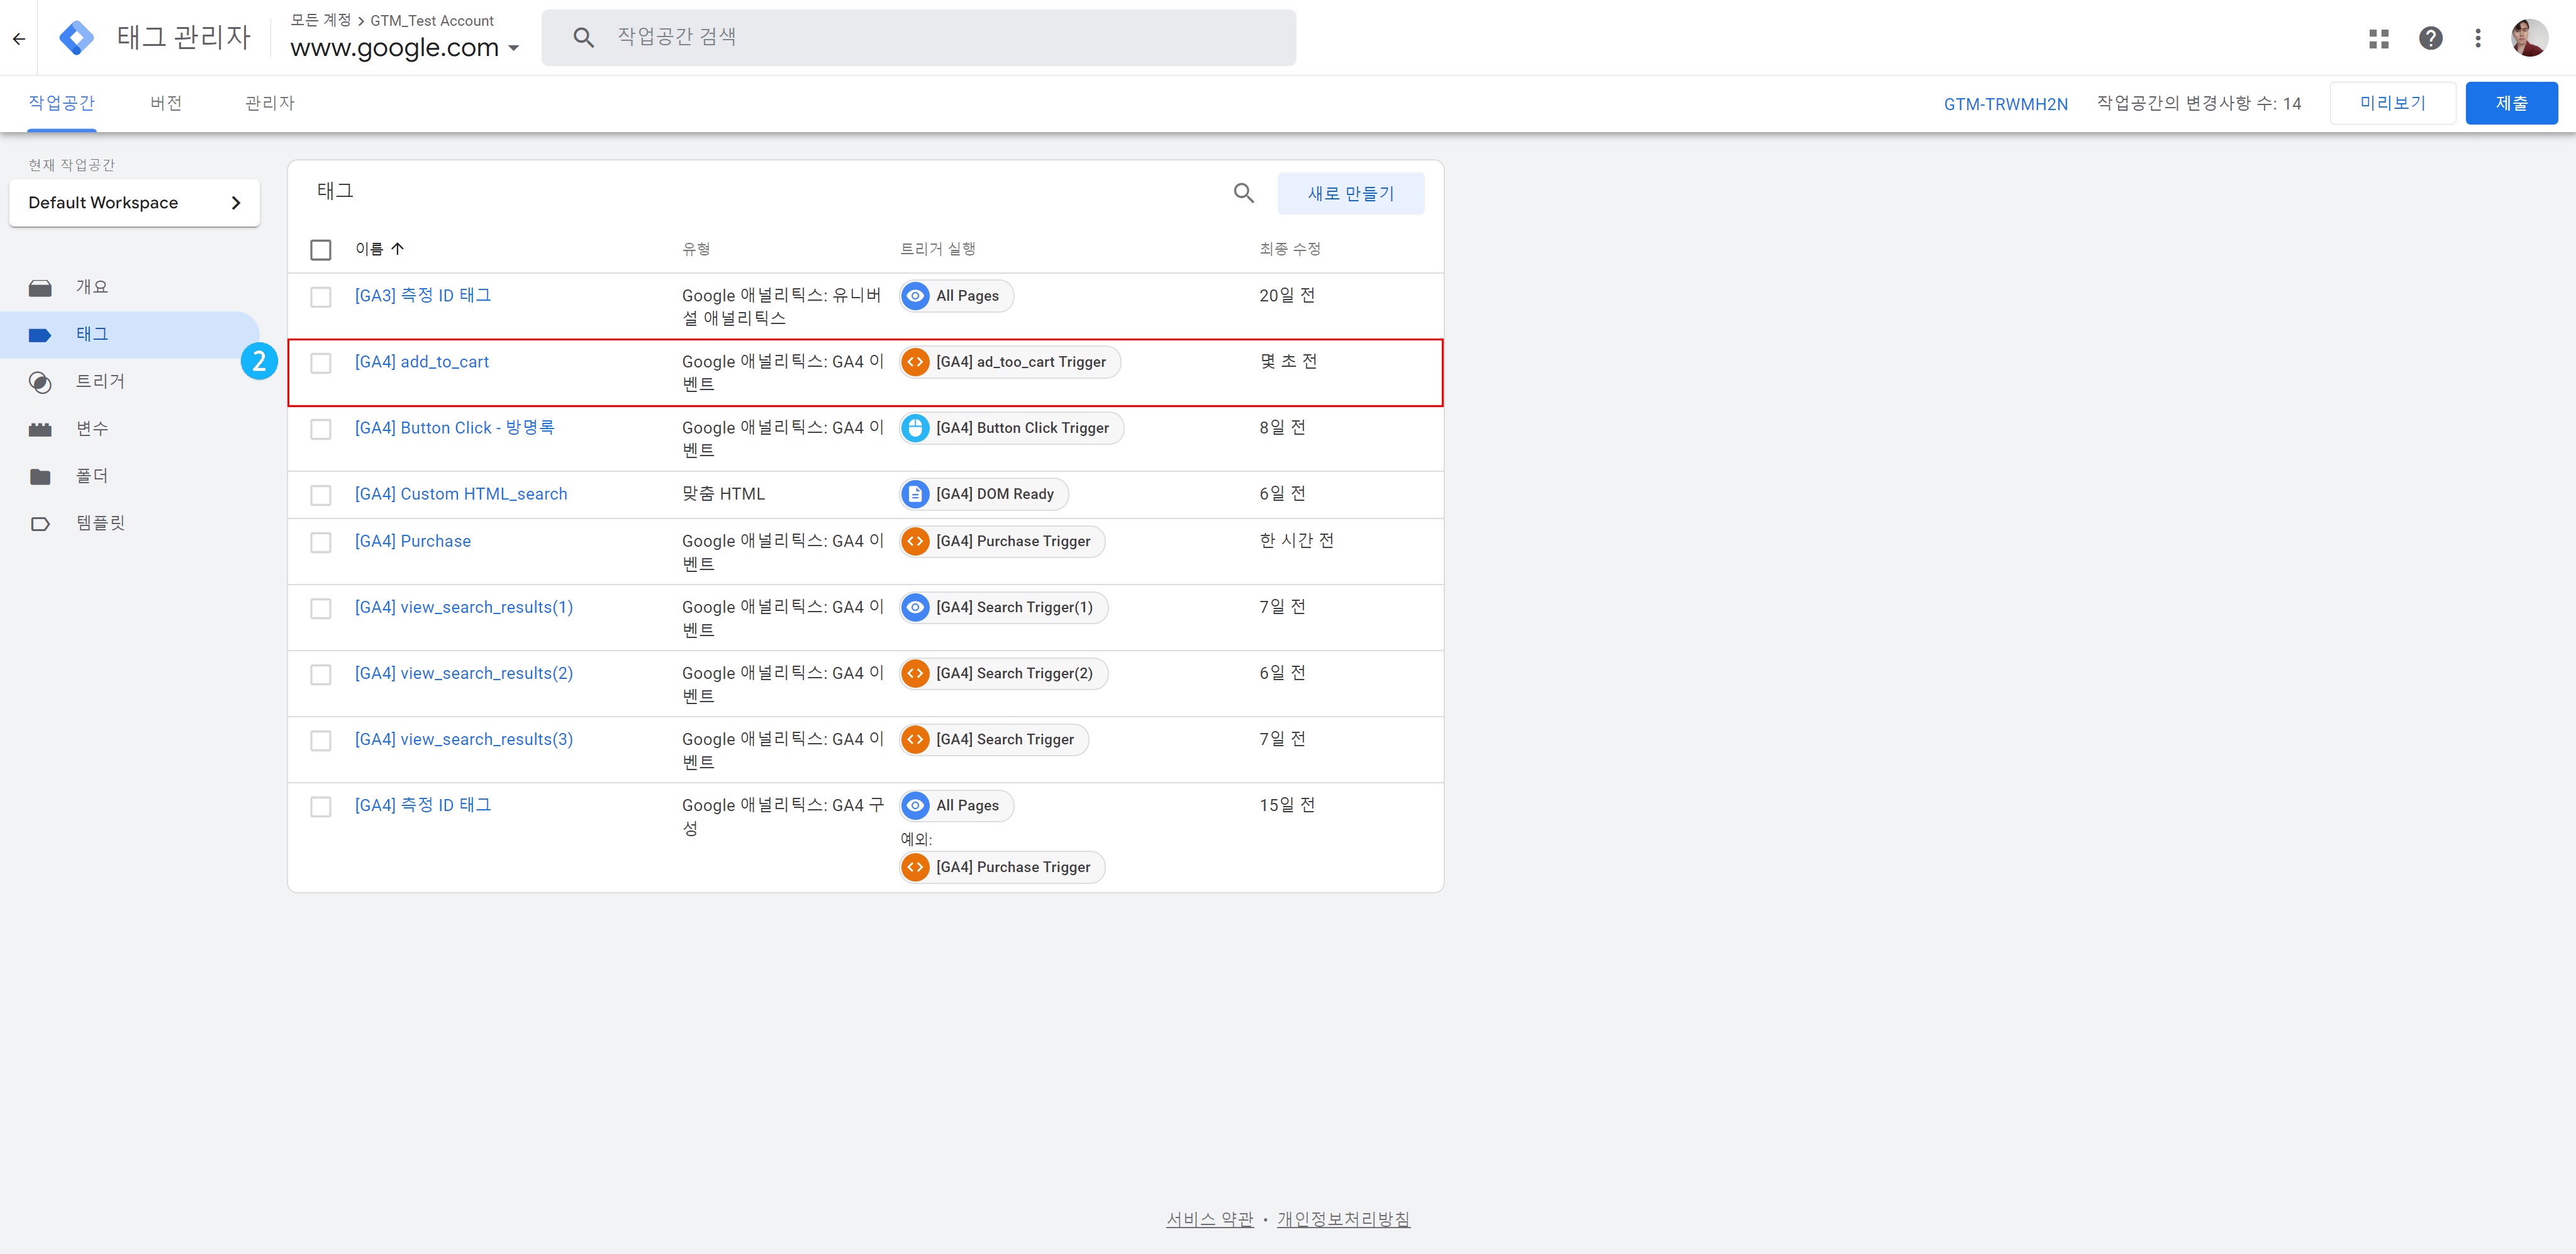 모든 계정 > GTM_Test Account
태그 관리자
www.google.com
작업공간 검색
작업공간
버전
관리자
GTM-TRWMH2N
작업공간의 변경사항 수: 14
미리보기
제출
현재 작업공간
Default Workspace
개요
태그
트리거
변수
폴더
템플릿
2
태그
새로 만들기
이름 유형 트리거 실행 최종 수정
[GA3] 측정 ID 태그 Google 애널리틱스: 유니버 All Pages 20일 전
설 애널리틱스
[GA4] add_to_cart Google 애널리틱스: GA4 이 [GA4] ad_too_cart Trigger 몇 초 전
벤트
[GA4] Button Click - 방명록 Google 애널리틱스: GA4 이 [GA4] Button Click Trigger 8일 전
벤트
[GA4] Custom HTML_search 맞춤 HTML [GA4] DOM Ready 6일 전
[GA4] Purchase Google 애널리틱스: GA4 이 [GA4] Purchase Trigger 한 시간 전
벤트
[GA4] view_search_results(1) Google 애널리틱스: GA4 이 [GA4] Search Trigger(1) 7일 전
벤트
[GA4] view_search_results(2) Google 애널리틱스: GA4 이 [GA4] Search Trigger(2) 6일 전
벤트
[GA4] view_search_results(3) Google 애널리틱스: GA4 이 [GA4] Search Trigger 7일 전
벤트
[GA4] 측정 ID 태그 Google 애널리틱스: GA4 구 All Pages 15일 전
성
예외:
[GA4] Purchase Trigger
서비스 약관 • 개인정보처리방침